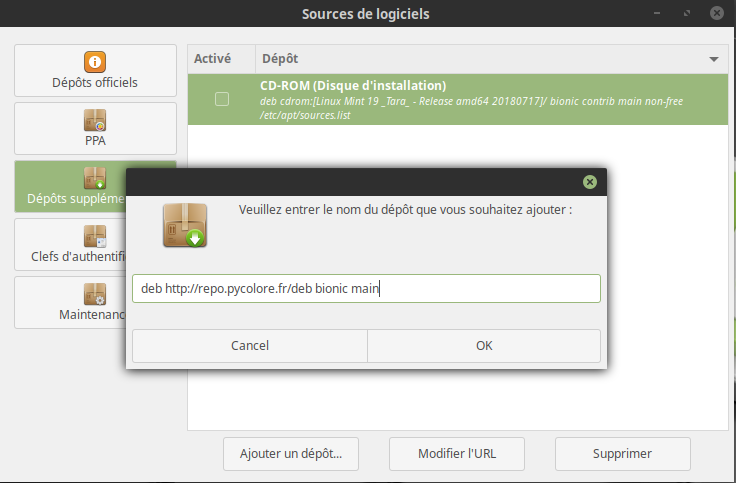 Sources de logiciels
Dépôts officiels
PPA
Dépôts supplém
Clefs d'authentif
Maintenanc
Activé
Dépôt
CD-ROM (Disque d'installation)
deb cdrom:[Linux Mint 19 _Tara_ - Release amd64 20180717]/ bionic contrib main non-free
/etc/apt/sources.list
Veuillez entrer le nom du dépôt que vous souhaitez ajouter :
deb http://repo.pycolore.fr/deb bionic main
Cancel
OK
Ajouter un dépôt...
Modifier l'URL
Supprimer